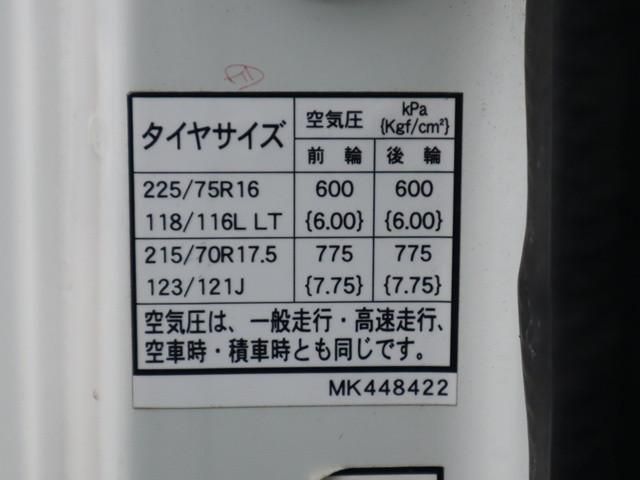 タイヤサイズ 空気圧 kPa
{Kgf/cm²}
前輪 後輪
225/75R16 600 600
118/116L LT {6.00} {6.00}
215/70R17.5 775 775
123/121J {7.75} {7.75}
空気圧は、一般走行・高速走行、
空車時・積車時とも同じです。
MK448422